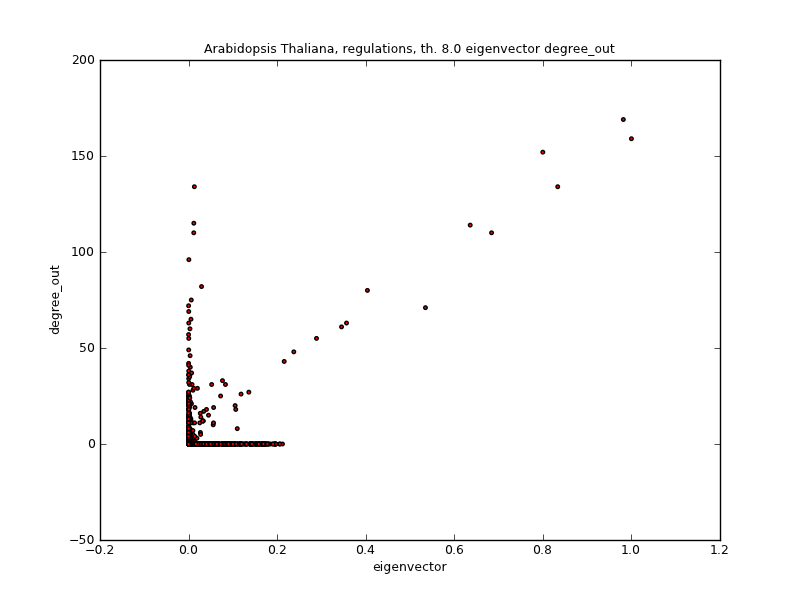 Arabidopsis Thaliana, regulations, th. 8.0 eigenvector degree_out
200
150
100
50
0
−50
degree_out
−0.2 0.0 0.2 0.4 0.6 0.8 1.0 1.2
eigenvector